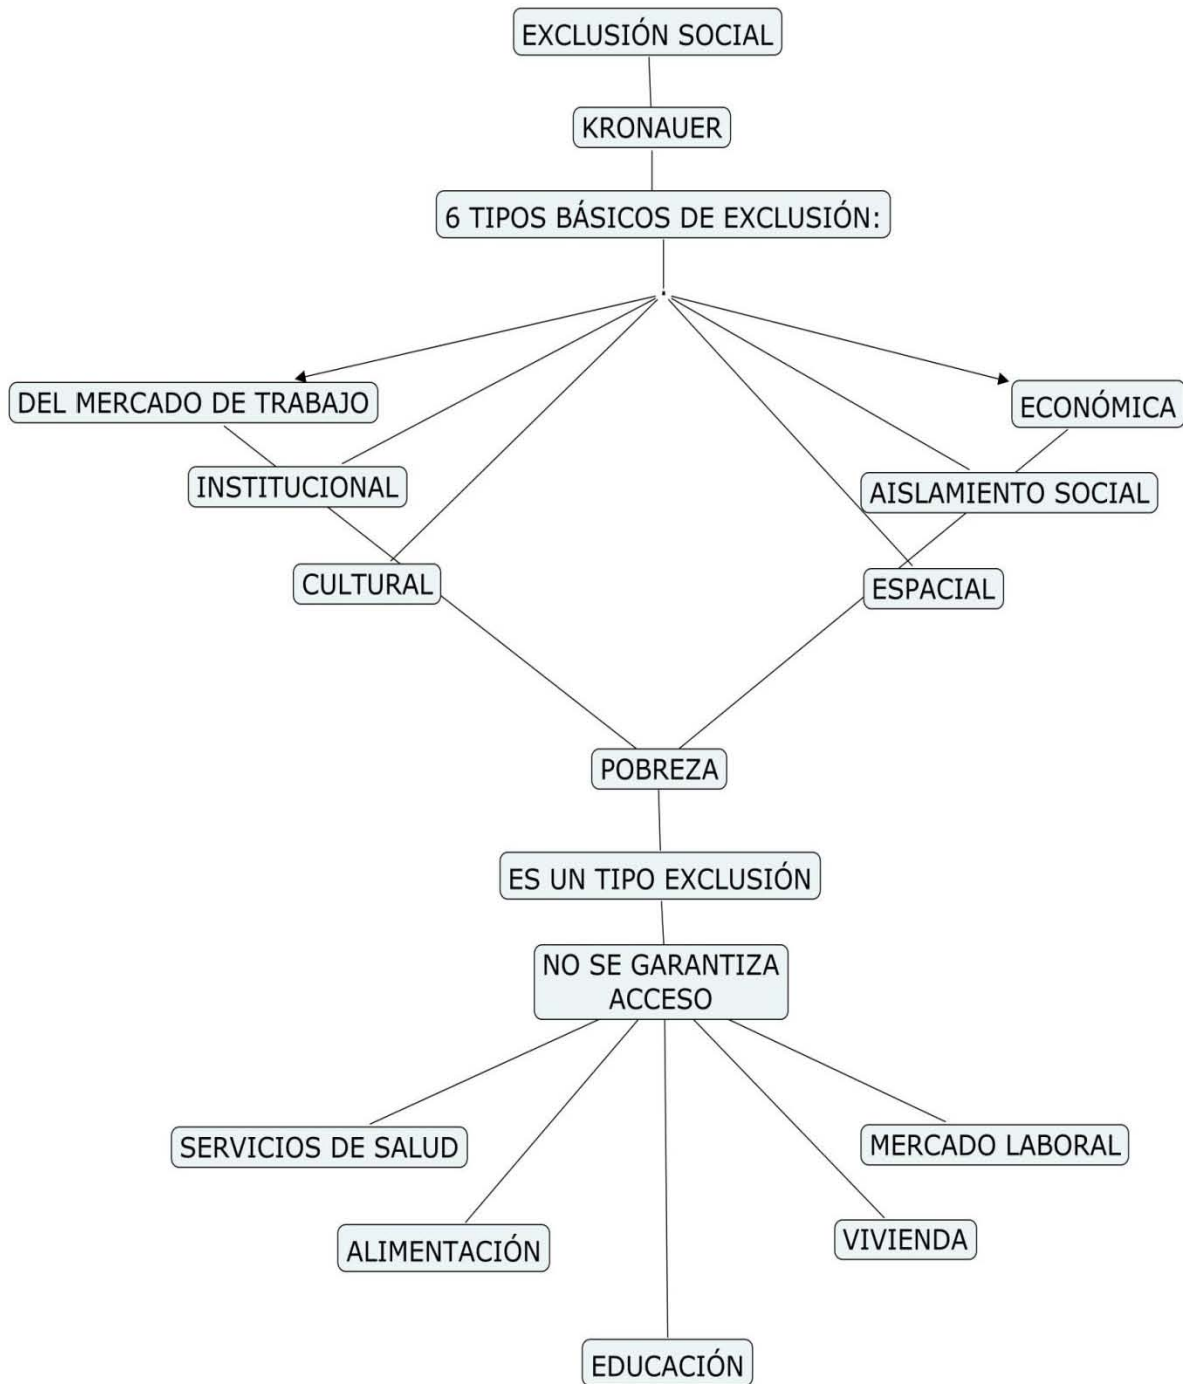 EXCLUSIÓN SOCIAL
KRONAUER
6 TIPOS BÁSICOS DE EXCLUSIÓN:
.
DEL MERCADO DE TRABAJO
ECONÓMICA
INSTITUCIONAL
AISLAMIENTO SOCIAL
CULTURAL
ESPACIAL
POBREZA
ES UN TIPO EXCLUSIÓN
NO SE GARANTIZA
ACCESO
SERVICIOS DE SALUD
MERCADO LABORAL
ALIMENTACIÓN
VIVIENDA
EDUCACIÓN